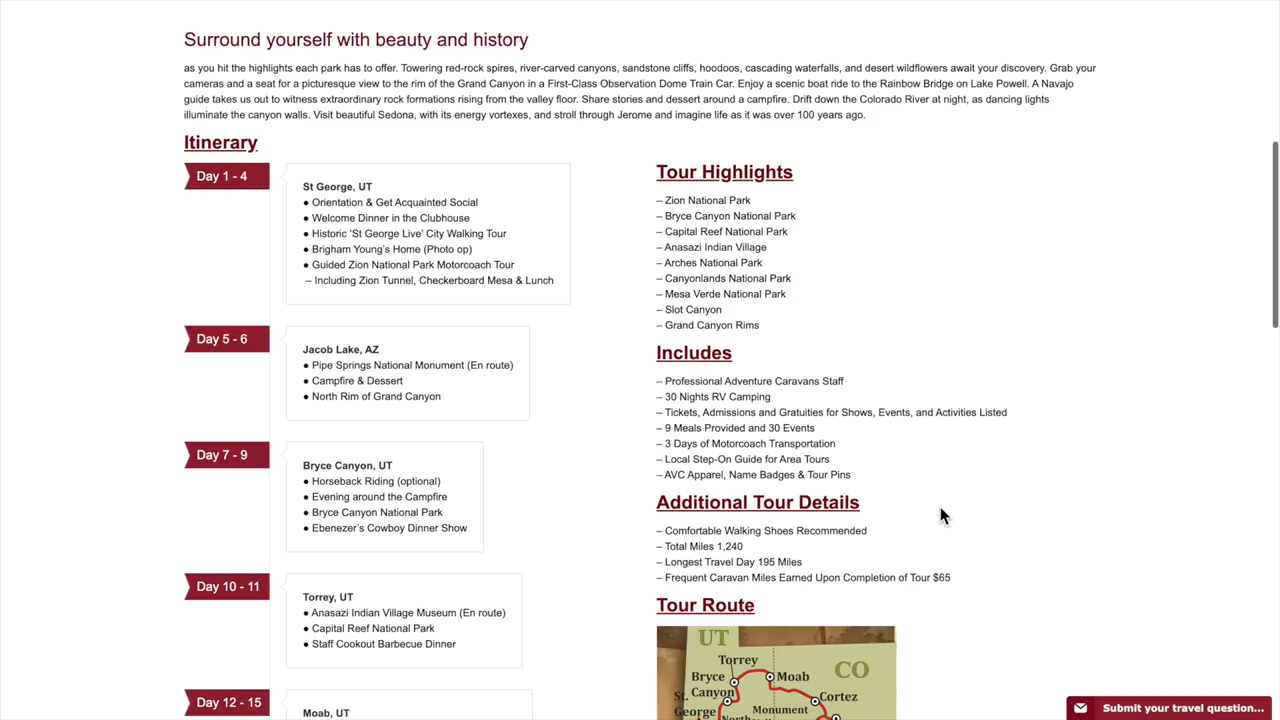 Surround yourself with beauty and history
as you hit the highlights each park has to offer. Towering red-rock spires, river-carved canyons, sandstone cliffs, hoodoos, cascading waterfalls, and desert wildflowers await your discovery. Grab your
cameras and a seat for a picturesque view to the rim of the Grand Canyon in a First-Class Observation Dome Train Car. Enjoy a scenic boat ride to the Rainbow Bridge on Lake Powell. A Navajo
guide takes us out to witness extraordinary rock formations rising from the valley floor. Share stories and dessert around a campfire. Drift down the Colorado River at night, as dancing lights
illuminate the canyon walls. Visit beautiful Sedona, with its energy vortexes, and stroll through Jerome and imagine life as it was over 100 years ago.
Itinerary
Day 1 - 4
St George, UT
● Orientation & Get Acquainted Social
● Welcome Dinner in the Clubhouse
● Historic 'St George Live' City Walking Tour
● Brigham Young's Home (Photo op)
● Guided Zion National Park Motorcoach Tour
– Including Zion Tunnel, Checkerboard Mesa & Lunch
Day 5 - 6
Jacob Lake, AZ
● Pipe Springs National Monument (En route)
● Campfire & Dessert
● North Rim of Grand Canyon
Day 7 - 9
Bryce Canyon, UT
● Horseback Riding (optional)
● Evening around the Campfire
● Bryce Canyon National Park
● Ebenezer's Cowboy Dinner Show
Day 10 - 11
Torrey, UT
● Anasazi Indian Village Museum (En route)
● Capital Reef National Park
● Staff Cookout Barbecue Dinner
Day 12 - 15
Moab, UT
Tour Highlights
– Zion National Park
– Bryce Canyon National Park
– Capital Reef National Park
– Anasazi Indian Village
– Arches National Park
– Canyonlands National Park
– Mesa Verde National Park
– Slot Canyon
– Grand Canyon Rims
Includes
– Professional Adventure Caravans Staff
– 30 Nights RV Camping
– Tickets, Admissions and Gratuities for Shows, Events, and Activities Listed
– 9 Meals Provided and 30 Events
– 3 Days of Motorcoach Transportation
– Local Step-On Guide for Area Tours
– AVC Apparel, Name Badges & Tour Pins
Additional Tour Details
– Comfortable Walking Shoes Recommended
– Total Miles 1,240
– Longest Travel Day 195 Miles
– Frequent Caravan Miles Earned Upon Completion of Tour $65
Tour Route
UT
Torrey
CO
Bryce
Canyon
Moab
St.
George
Cortez
Monument
Submit your travel question...